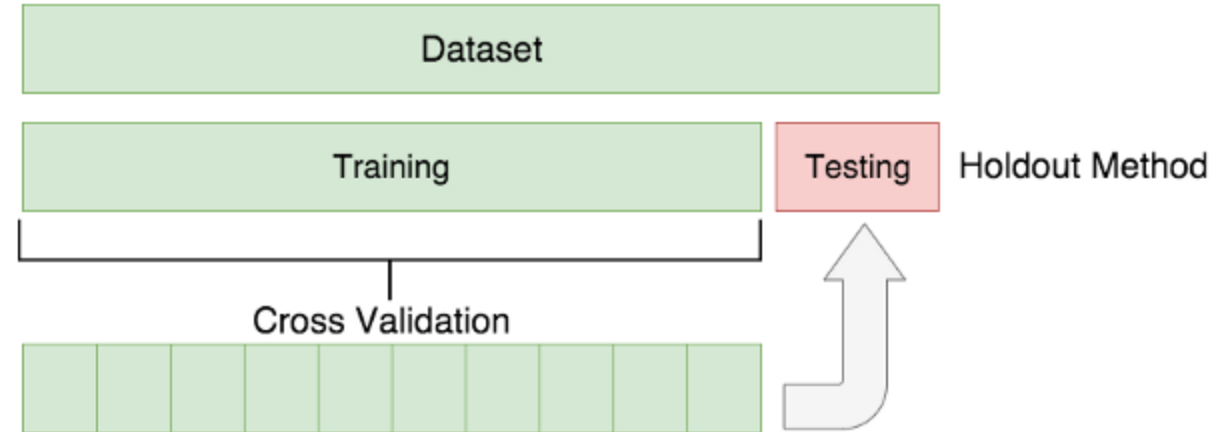 Dataset
Training
Testing
Holdout Method
Cross Validation